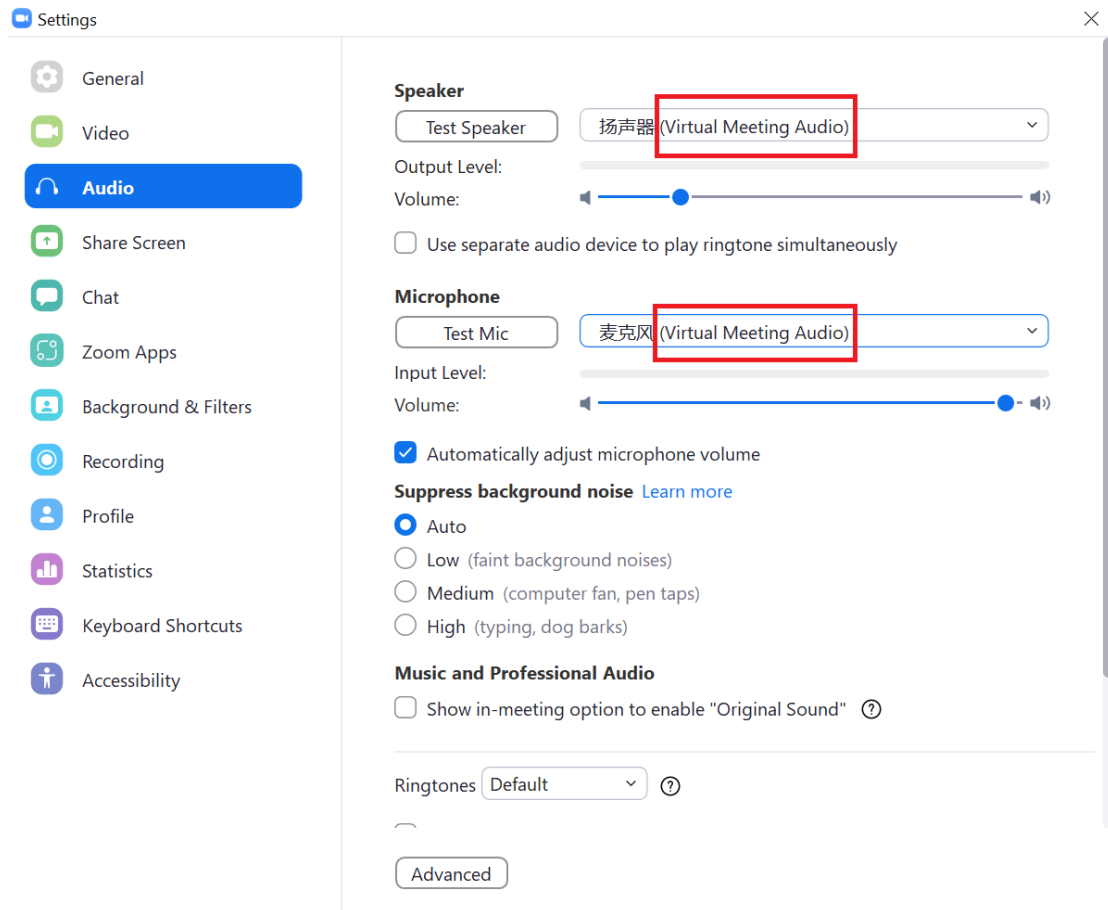 Settings
General
Video
Audio
Share Screen
Chat
Zoom Apps
Background & Filters
Recording
Profile
Statistics
Keyboard Shortcuts
Accessibility
Speaker
Test Speaker
扬声器 (Virtual Meeting Audio)
Output Level:
Volume:
Use separate audio device to play ringtone simultaneously
Microphone
Test Mic
麦克风 (Virtual Meeting Audio)
Input Level:
Volume:
Automatically adjust microphone volume
Suppress background noise Learn more
Auto
Low (faint background noises)
Medium (computer fan, pen taps)
High (typing, dog barks)
Music and Professional Audio
Show in-meeting option to enable "Original Sound" ?
Ringtones Default ?
Advanced